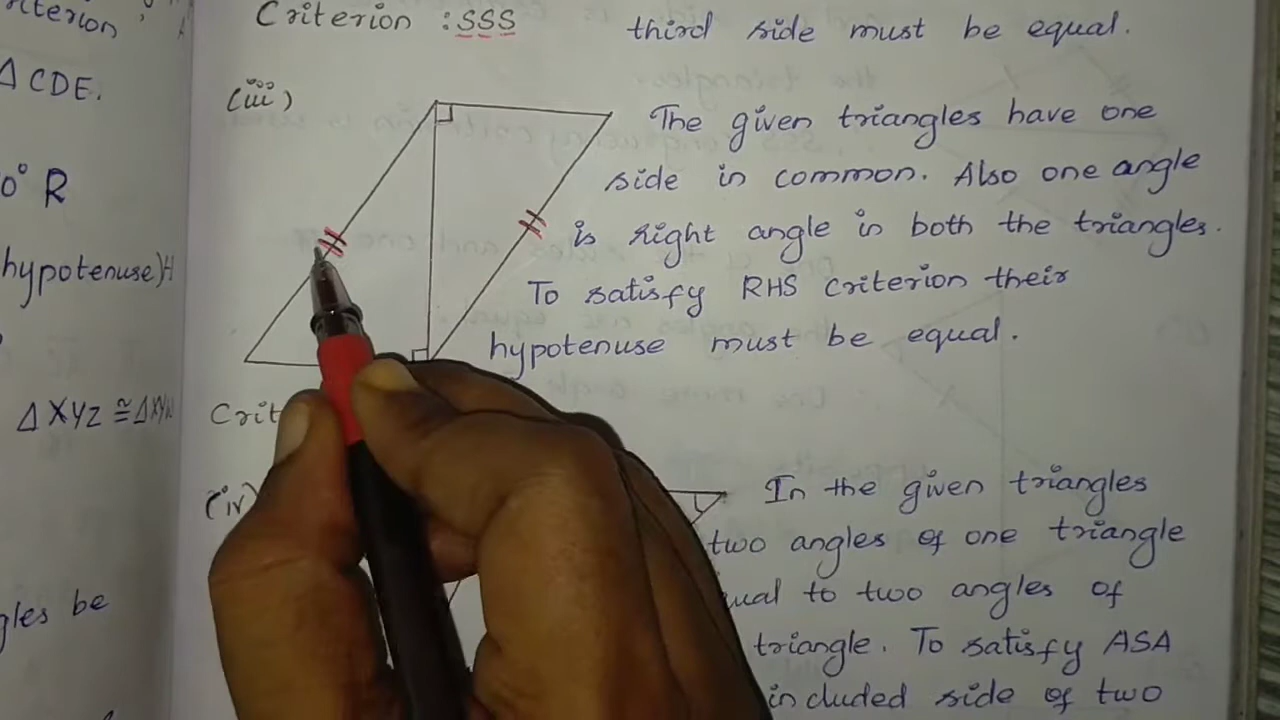 Criterion : SSS
third side must be equal.
Δ CDE.
(iii)
The given triangles have one
side in common. Also one angle
R
is right angle in both the triangles.
hypotenuse) H
To satisfy RHS criterion their
hypotenuse must be equal.
Δ XYZ ≅
(iv)
In the given triangles
two angles of one triangle
to two angles of
be
triangle. To satisfy ASA
included side of two